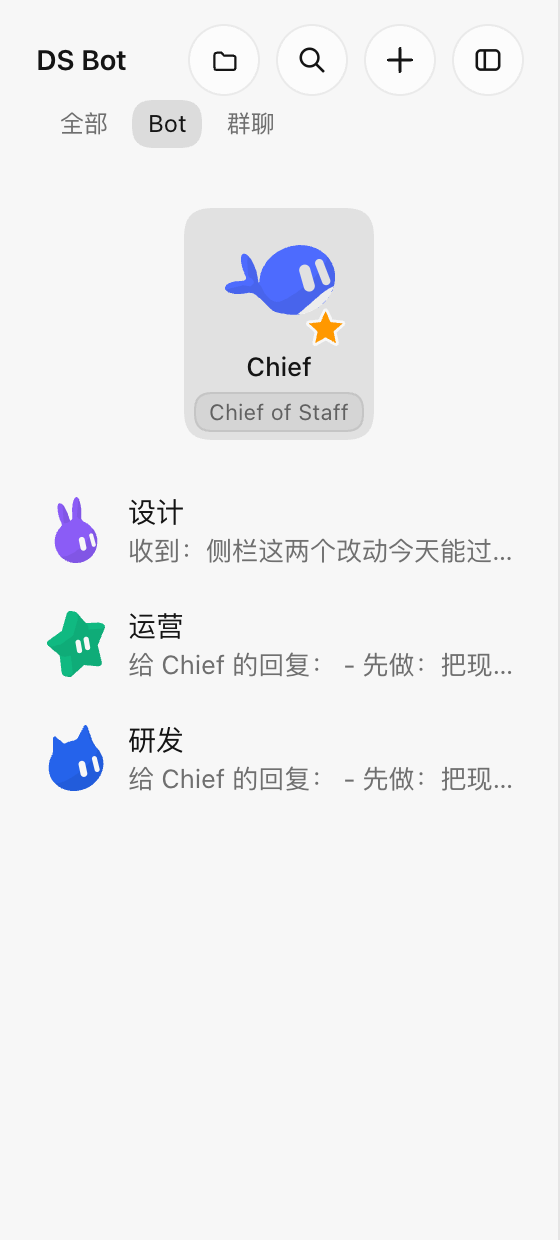 DS Bot
全部 Bot 群聊
Chief
Chief of Staff
设计
收到：侧栏这两个改动今天能过...
运营
给 Chief 的回复： - 先做：把现...
研发
给 Chief 的回复： - 先做：把现...